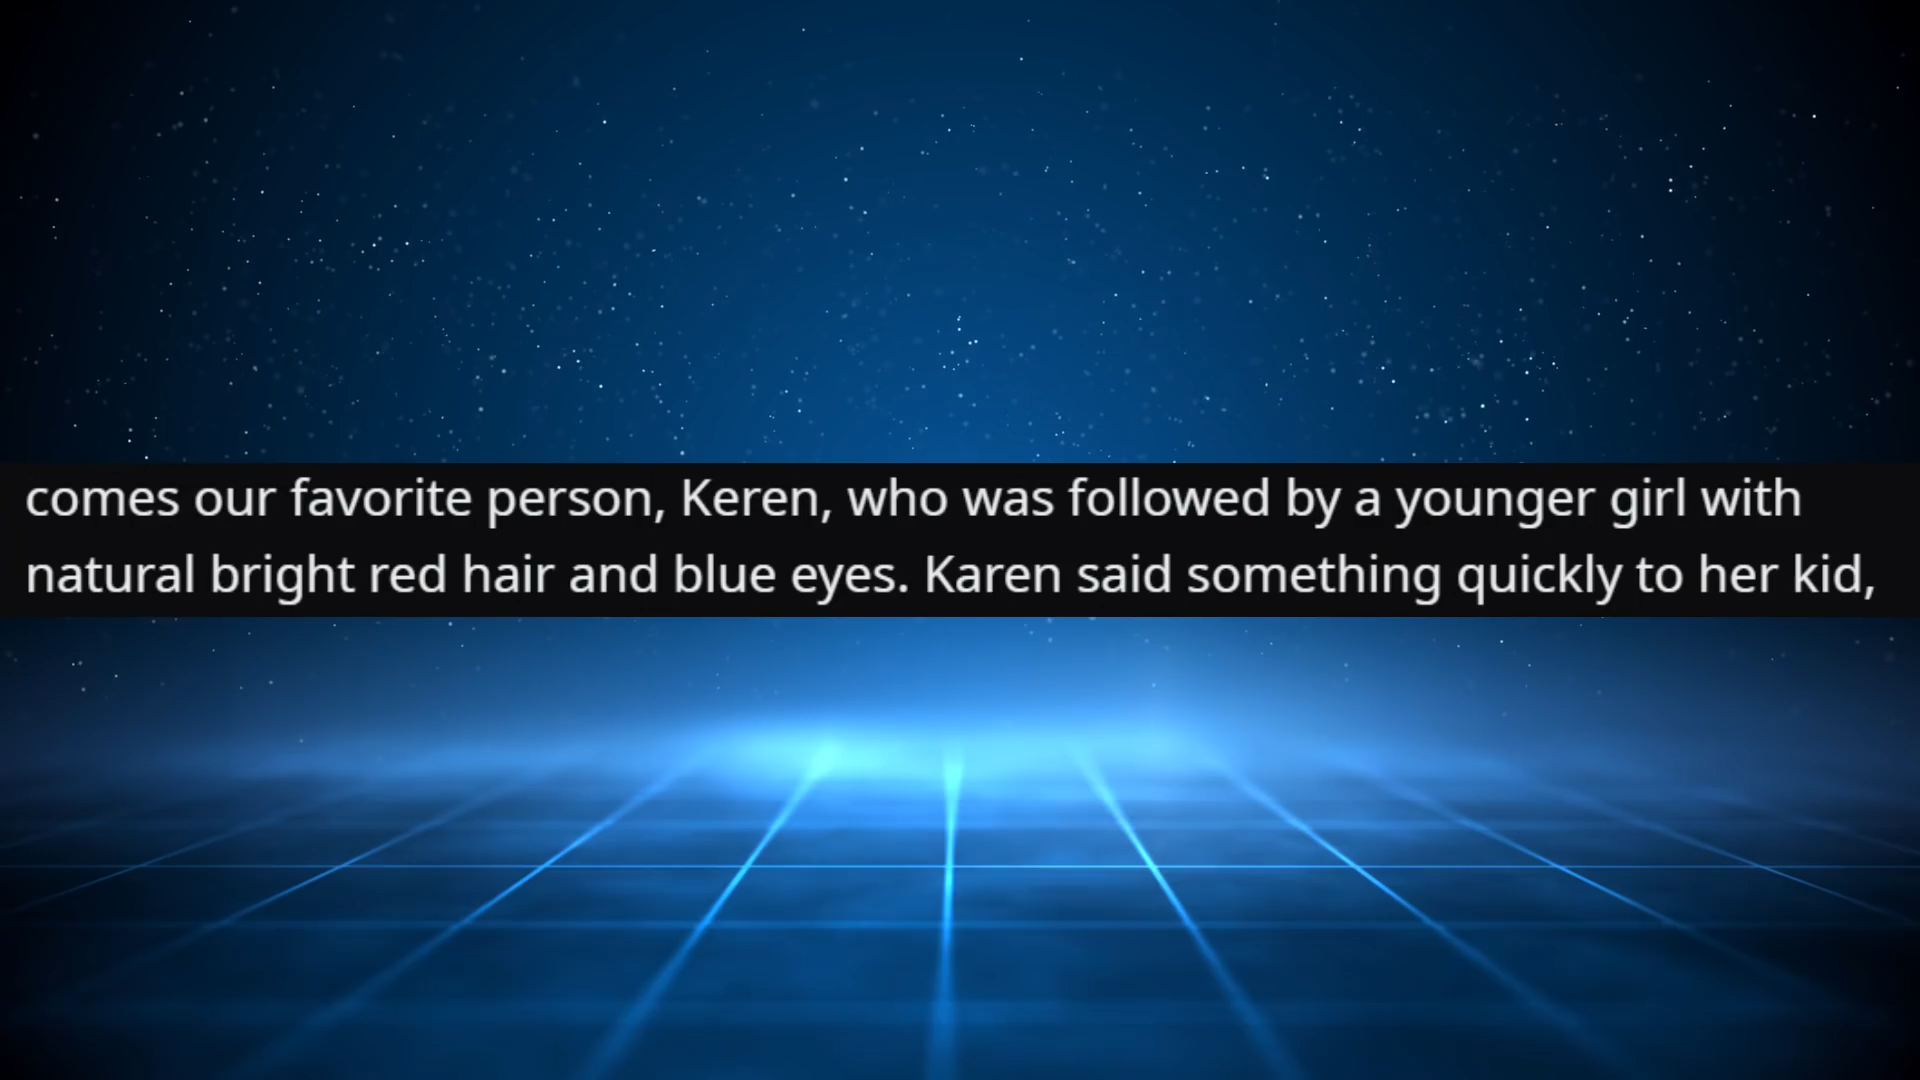 comes our favorite person, Keren, who was followed by a younger girl with
natural bright red hair and blue eyes. Karen said something quickly to her kid,